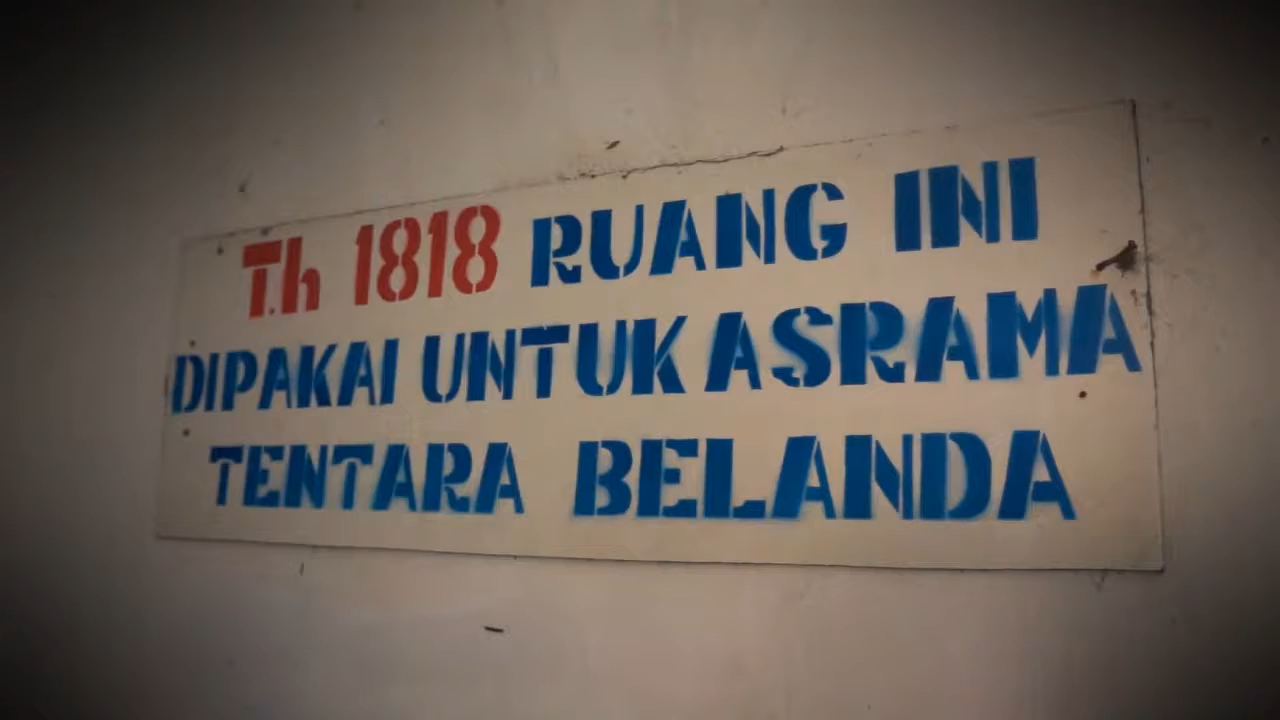 Th 1818 RUANG INI
DIPAKAI UNTUK ASRAMA
TENTARA BELANDA